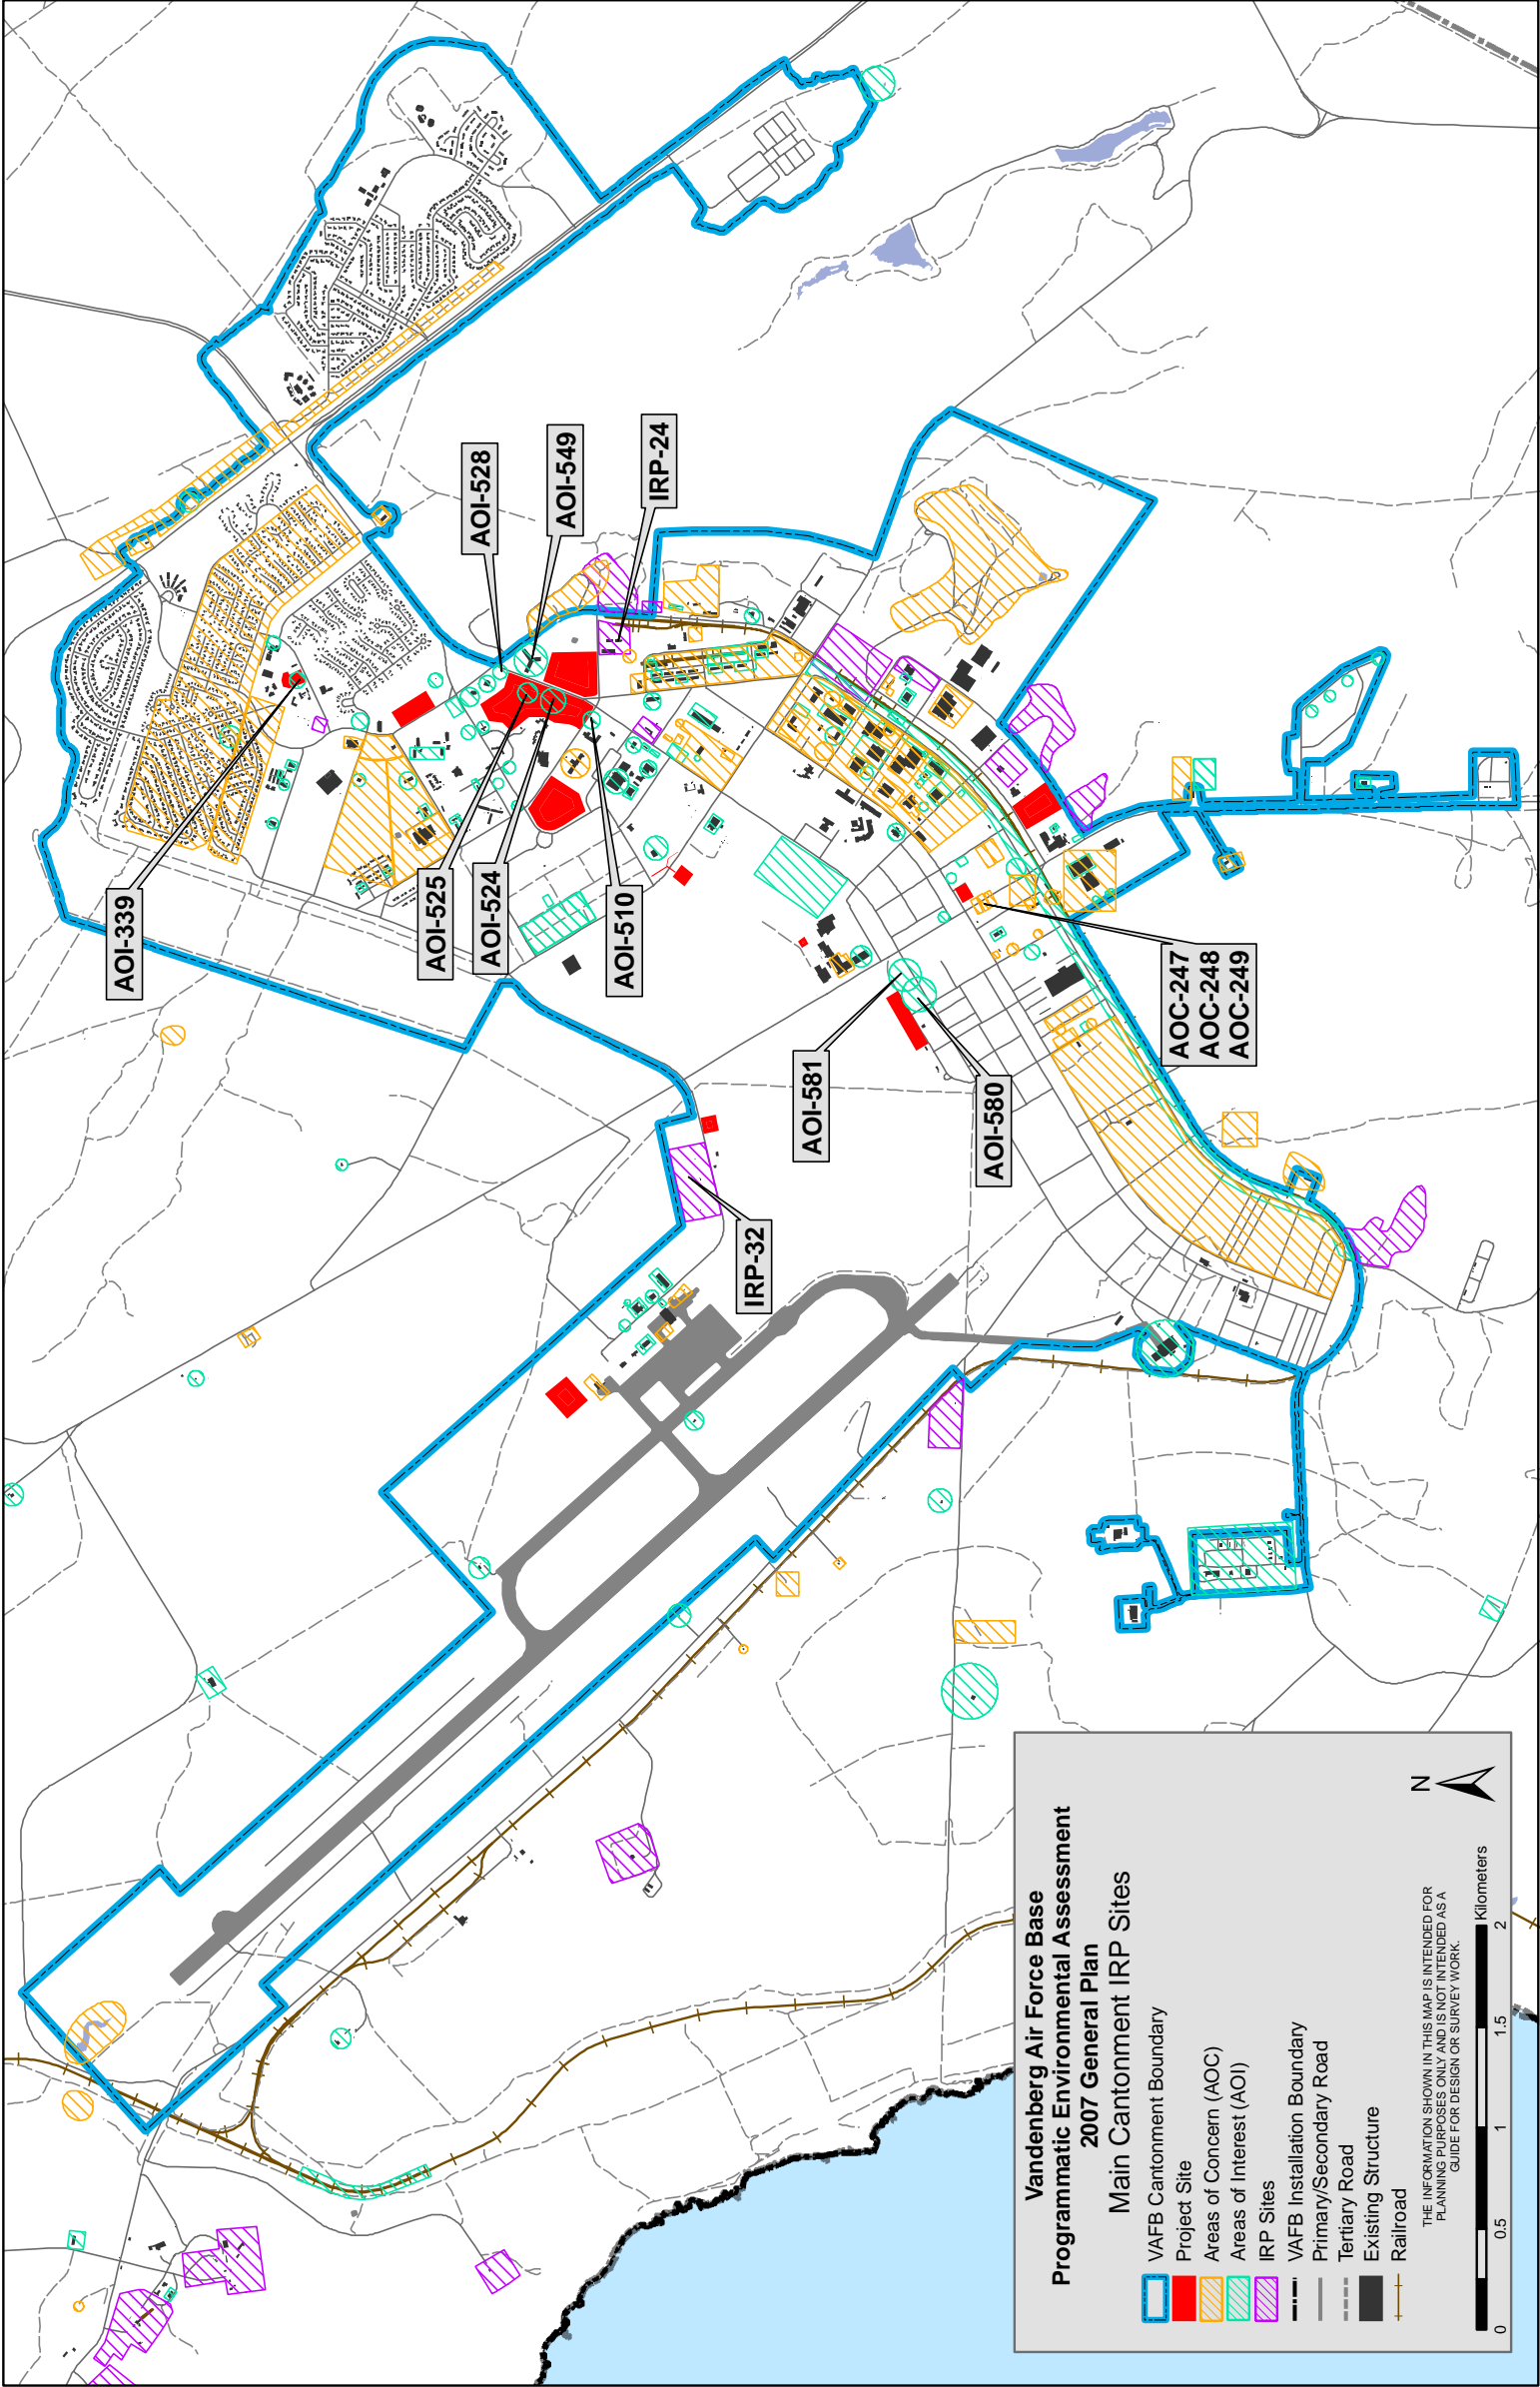 AOI-528
AOI-549
IRP-24
AOI-339
AOI-525
AOI-524
AOI-510
AOI-581
AOI-580
AOC-247
AOC-248
AOC-249
IRP-32
Vandenberg Air Force Base
Programmatic Environmental Assessment
2007 General Plan
Main Cantonment IRP Sites
VAFB Cantonment Boundary
Project Site
Areas of Concern (AOC)
Areas of Interest (AOI)
IRP Sites
VAFB Installation Boundary
Primary/Secondary Road
Tertiary Road
Existing Structure
Railroad
N
THE INFORMATION SHOWN IN THIS MAP IS INTENDED FOR
PLANNING PURPOSES ONLY AND IS NOT INTENDED AS A
GUIDE FOR DESIGN OR SURVEY WORK.
0 0.5 1 1.5 2
Kilometers